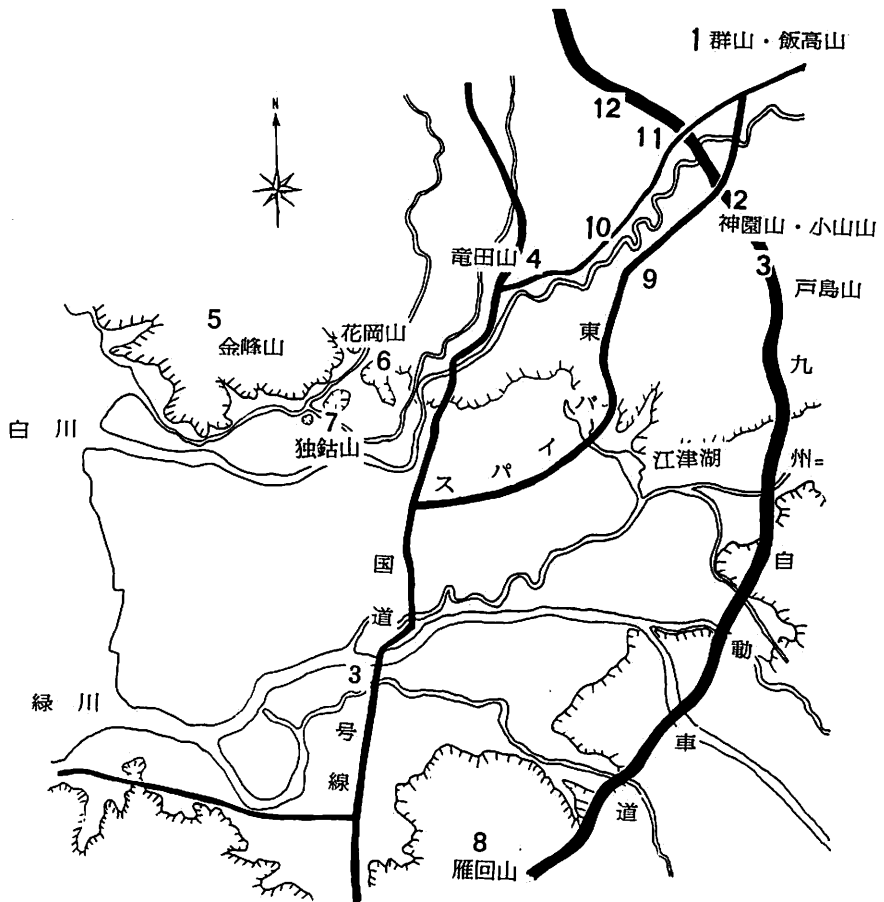 1 群山・飯高山
N
12
11
2
神園山・小山山
10
竜田山 4
3
9
戸島山
5
金峰山
花岡山
6
7
独鈷山
白川
東バイパス
江津湖
九州自動車道
国道3号線
緑川
8
雁回山